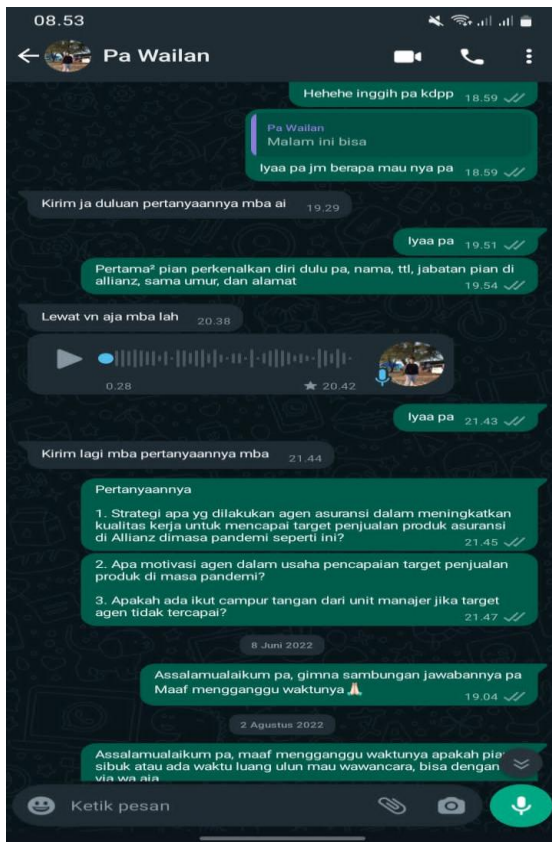 08.53
Pa Wailan
Hehehe inggih pa kdpp 18.59
Pa Wailan
Malam ini bisa
Iyaa pa jm berapa mau nya pa 18.59
Kirim ja duluan pertanyaannya mba ai 19.29
Iyaa pa 19.51
Pertama² pian perkenalkan diri dulu pa, nama, ttl, jabatan pian di
allianz, sama umur, dan alamat
19.54
Lewat vn aja mba lah 20.38
0.28 20.42
Iyaa pa 21.43
Kirim lagi mba pertanyaannya mba 21.44
Pertanyaannya
1. Strategi apa yg dilakukan agen asuransi dalam meningkatkan
kualitas kerja untuk mencapai target penjualan produk asuransi
di Allianz dimasa pandemi seperti ini?
21.45
2. Apa motivasi agen dalam usaha pencapaian target penjualan
produk di masa pandemi?
3. Apakah ada ikut campur tangan dari unit manajer jika target
agen tidak tercapai?
21.47
8 Juni 2022
Assalamualaikum pa, gimna sambungan jawabannya pa
Maaf mengganggu waktunya 🙏🏻
19.04
2 Agustus 2022
Assalamualaikum pa, maaf mengganggu waktunya apakah
sibuk atau ada waktu luang ulun mau wawancara, bisa dengan
via wa aja
Ketik pesan